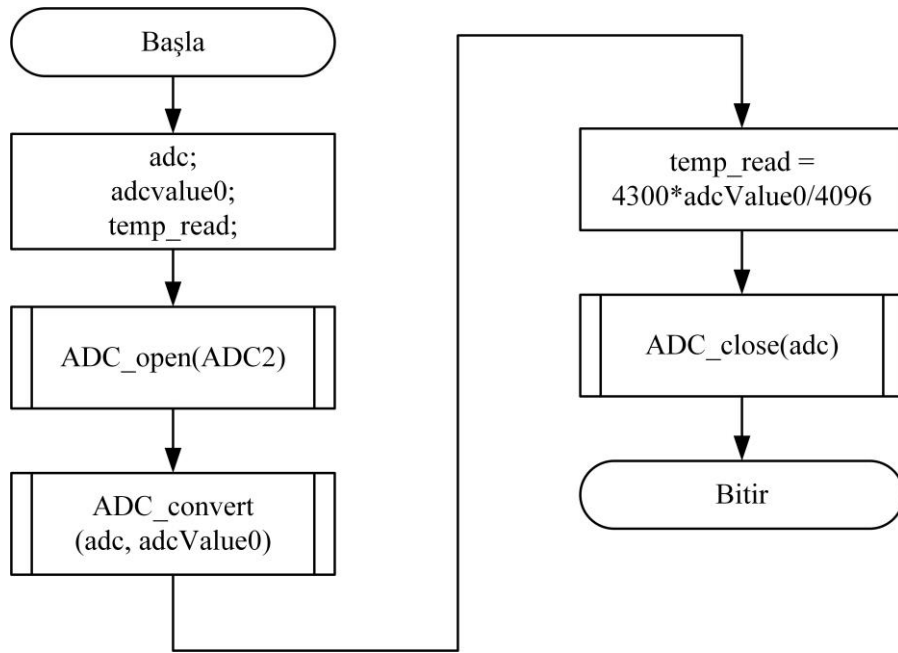 Başla
adc;
adcvalue0;
temp_read;
ADC_open(ADC2)
ADC_convert
(adc, adcValue0)
temp_read =
4300*adcValue0/4096
ADC_close(adc)
Bitir